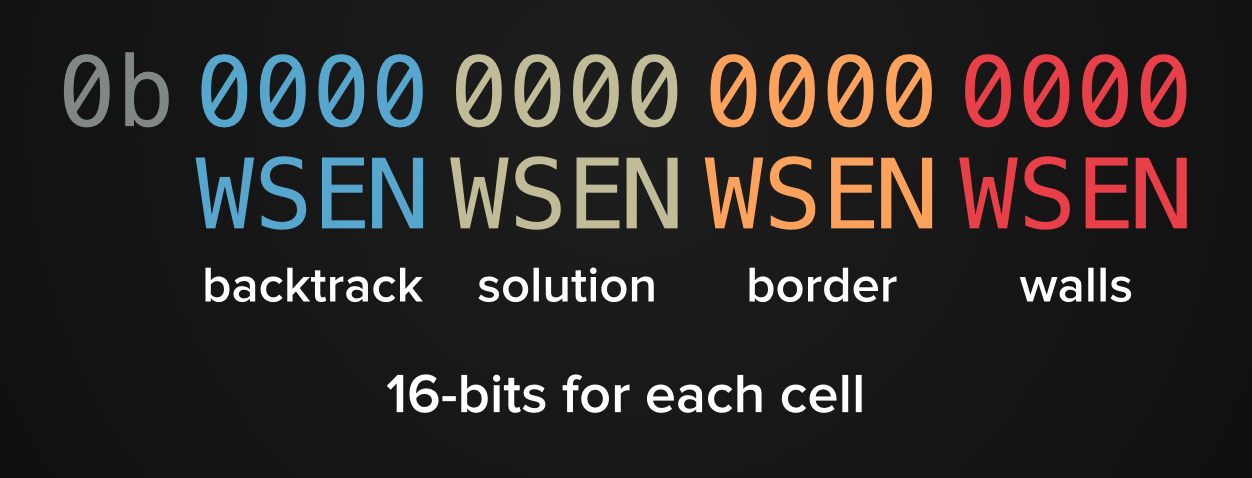 0b 0000 0000 0000 0000
WSEN WSEN WSEN WSEN
backtrack solution border walls
16-bits for each cell